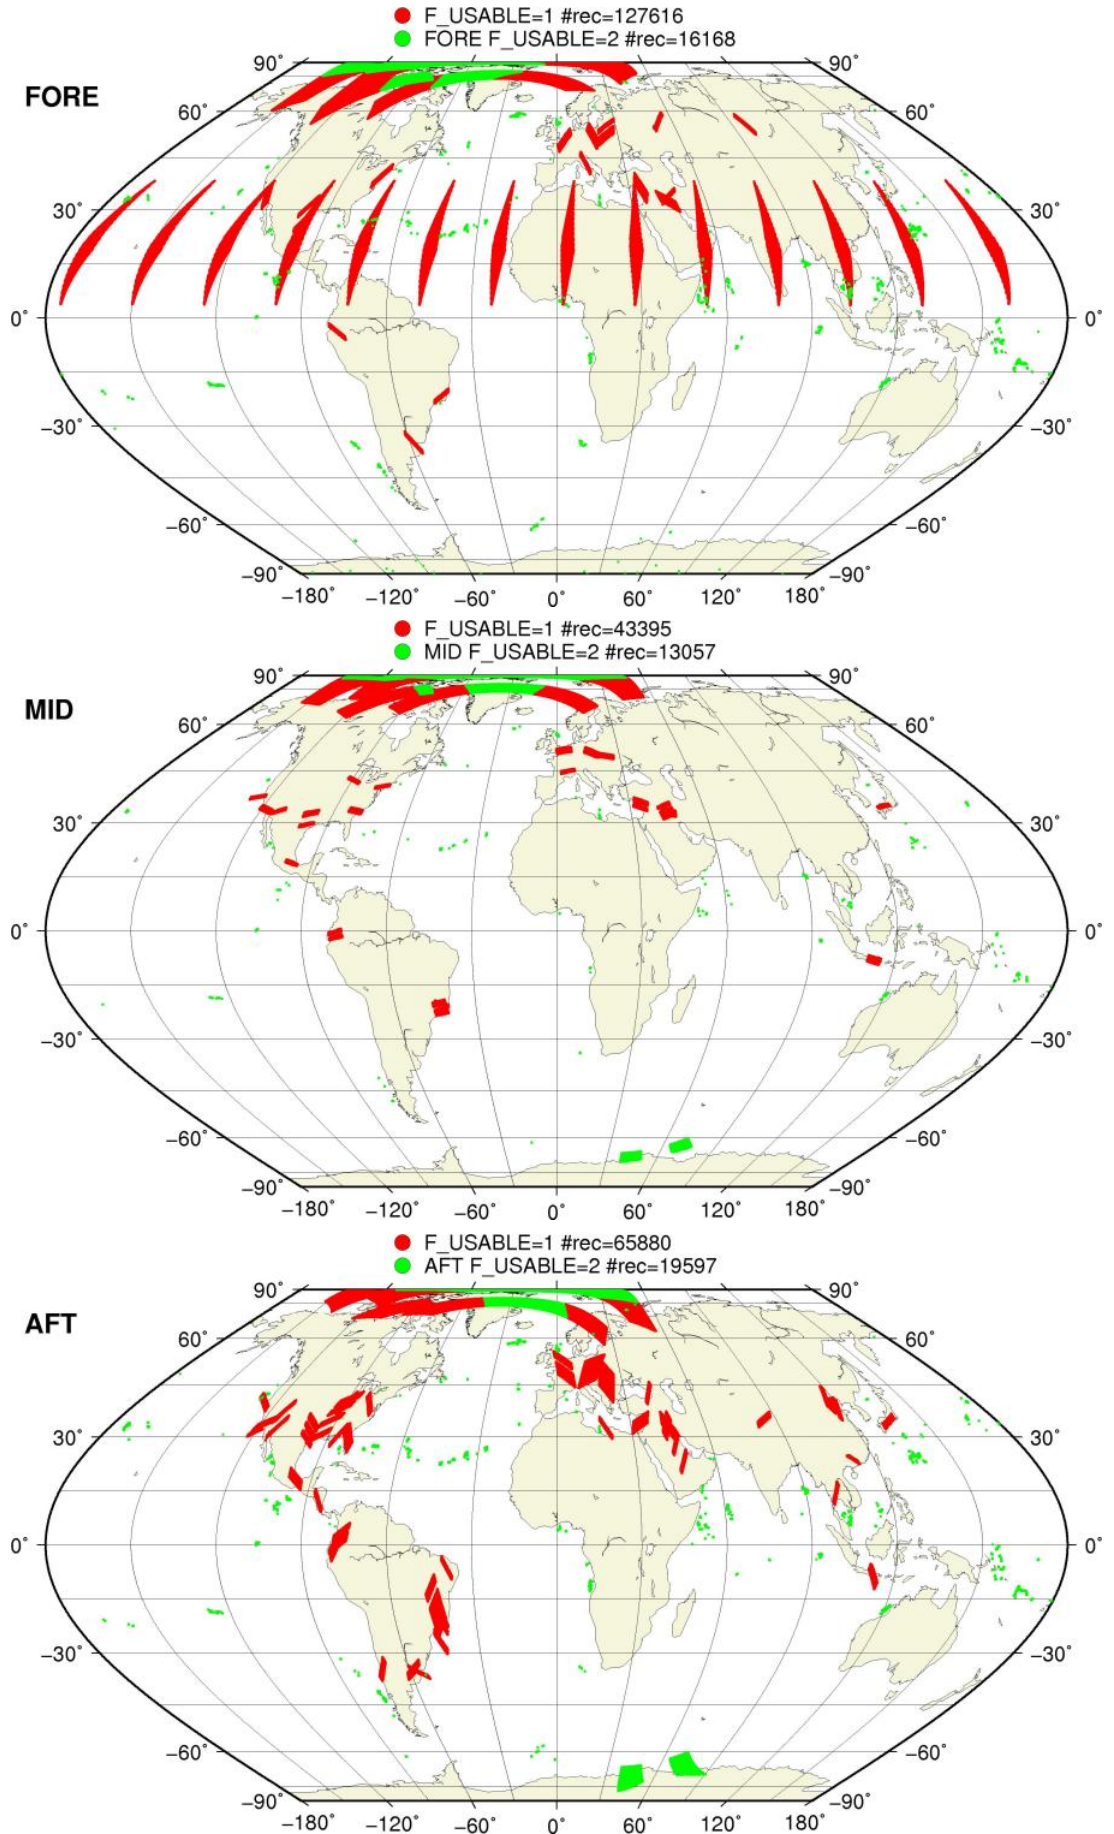 F_USABLE=1 #rec=127616
FORE F_USABLE=2 #rec=16168
FORE
90° 90°
60° 60°
30° 30°
0° 0°
−30° −30°
−60° −60°
−90° −90°
−180° −120° −60° 0° 60° 120° 180°
F_USABLE=1 #rec=43395
MID F_USABLE=2 #rec=13057
MID
90° 90°
60° 60°
30° 30°
0° 0°
−30° −30°
−60° −60°
−90° −90°
−180° −120° −60° 0° 60° 120° 180°
F_USABLE=1 #rec=65880
AFT F_USABLE=2 #rec=19597
AFT
90° 90°
60° 60°
30° 30°
0° 0°
−30° −30°
−60° −60°
−90° −90°
−180° −120° −60° 0° 60° 120° 180°